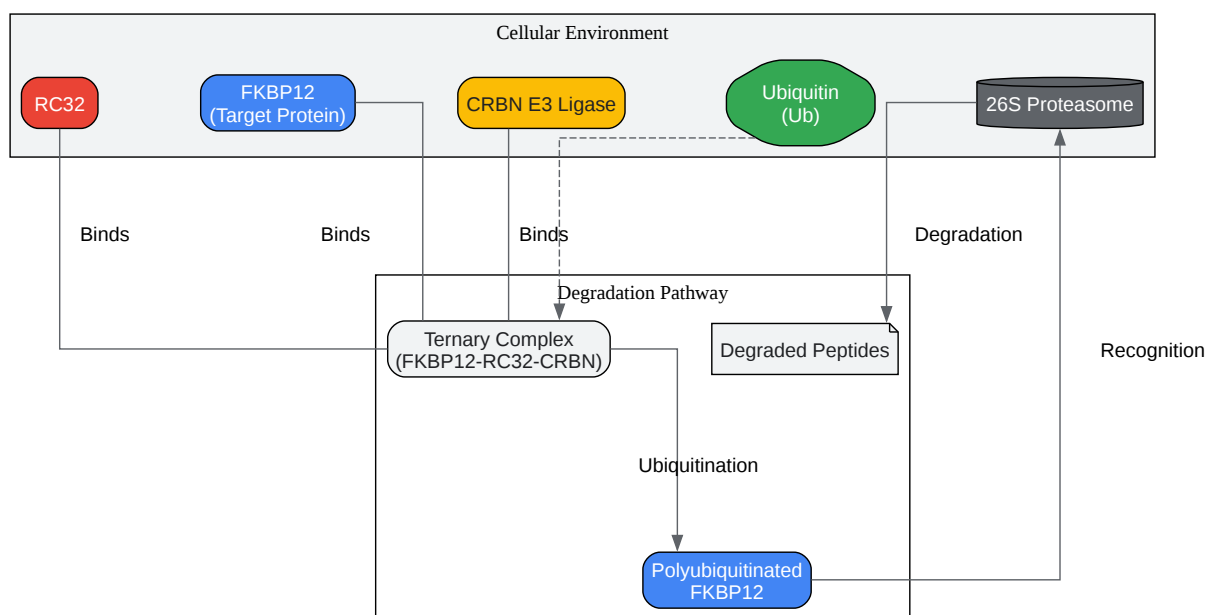 Cellular Environment
RC32
FKBP12
(Target Protein)
CRBN E3 Ligase
Ubiquitin
(Ub)
26S Proteasome
Binds
Binds
Binds
Degradation
Degradation Pathway
Ternary Complex
(FKBP12-RC32-CRBN)
Degraded Peptides
Recognition
Ubiquitination
Polyubiquitinated
FKBP12